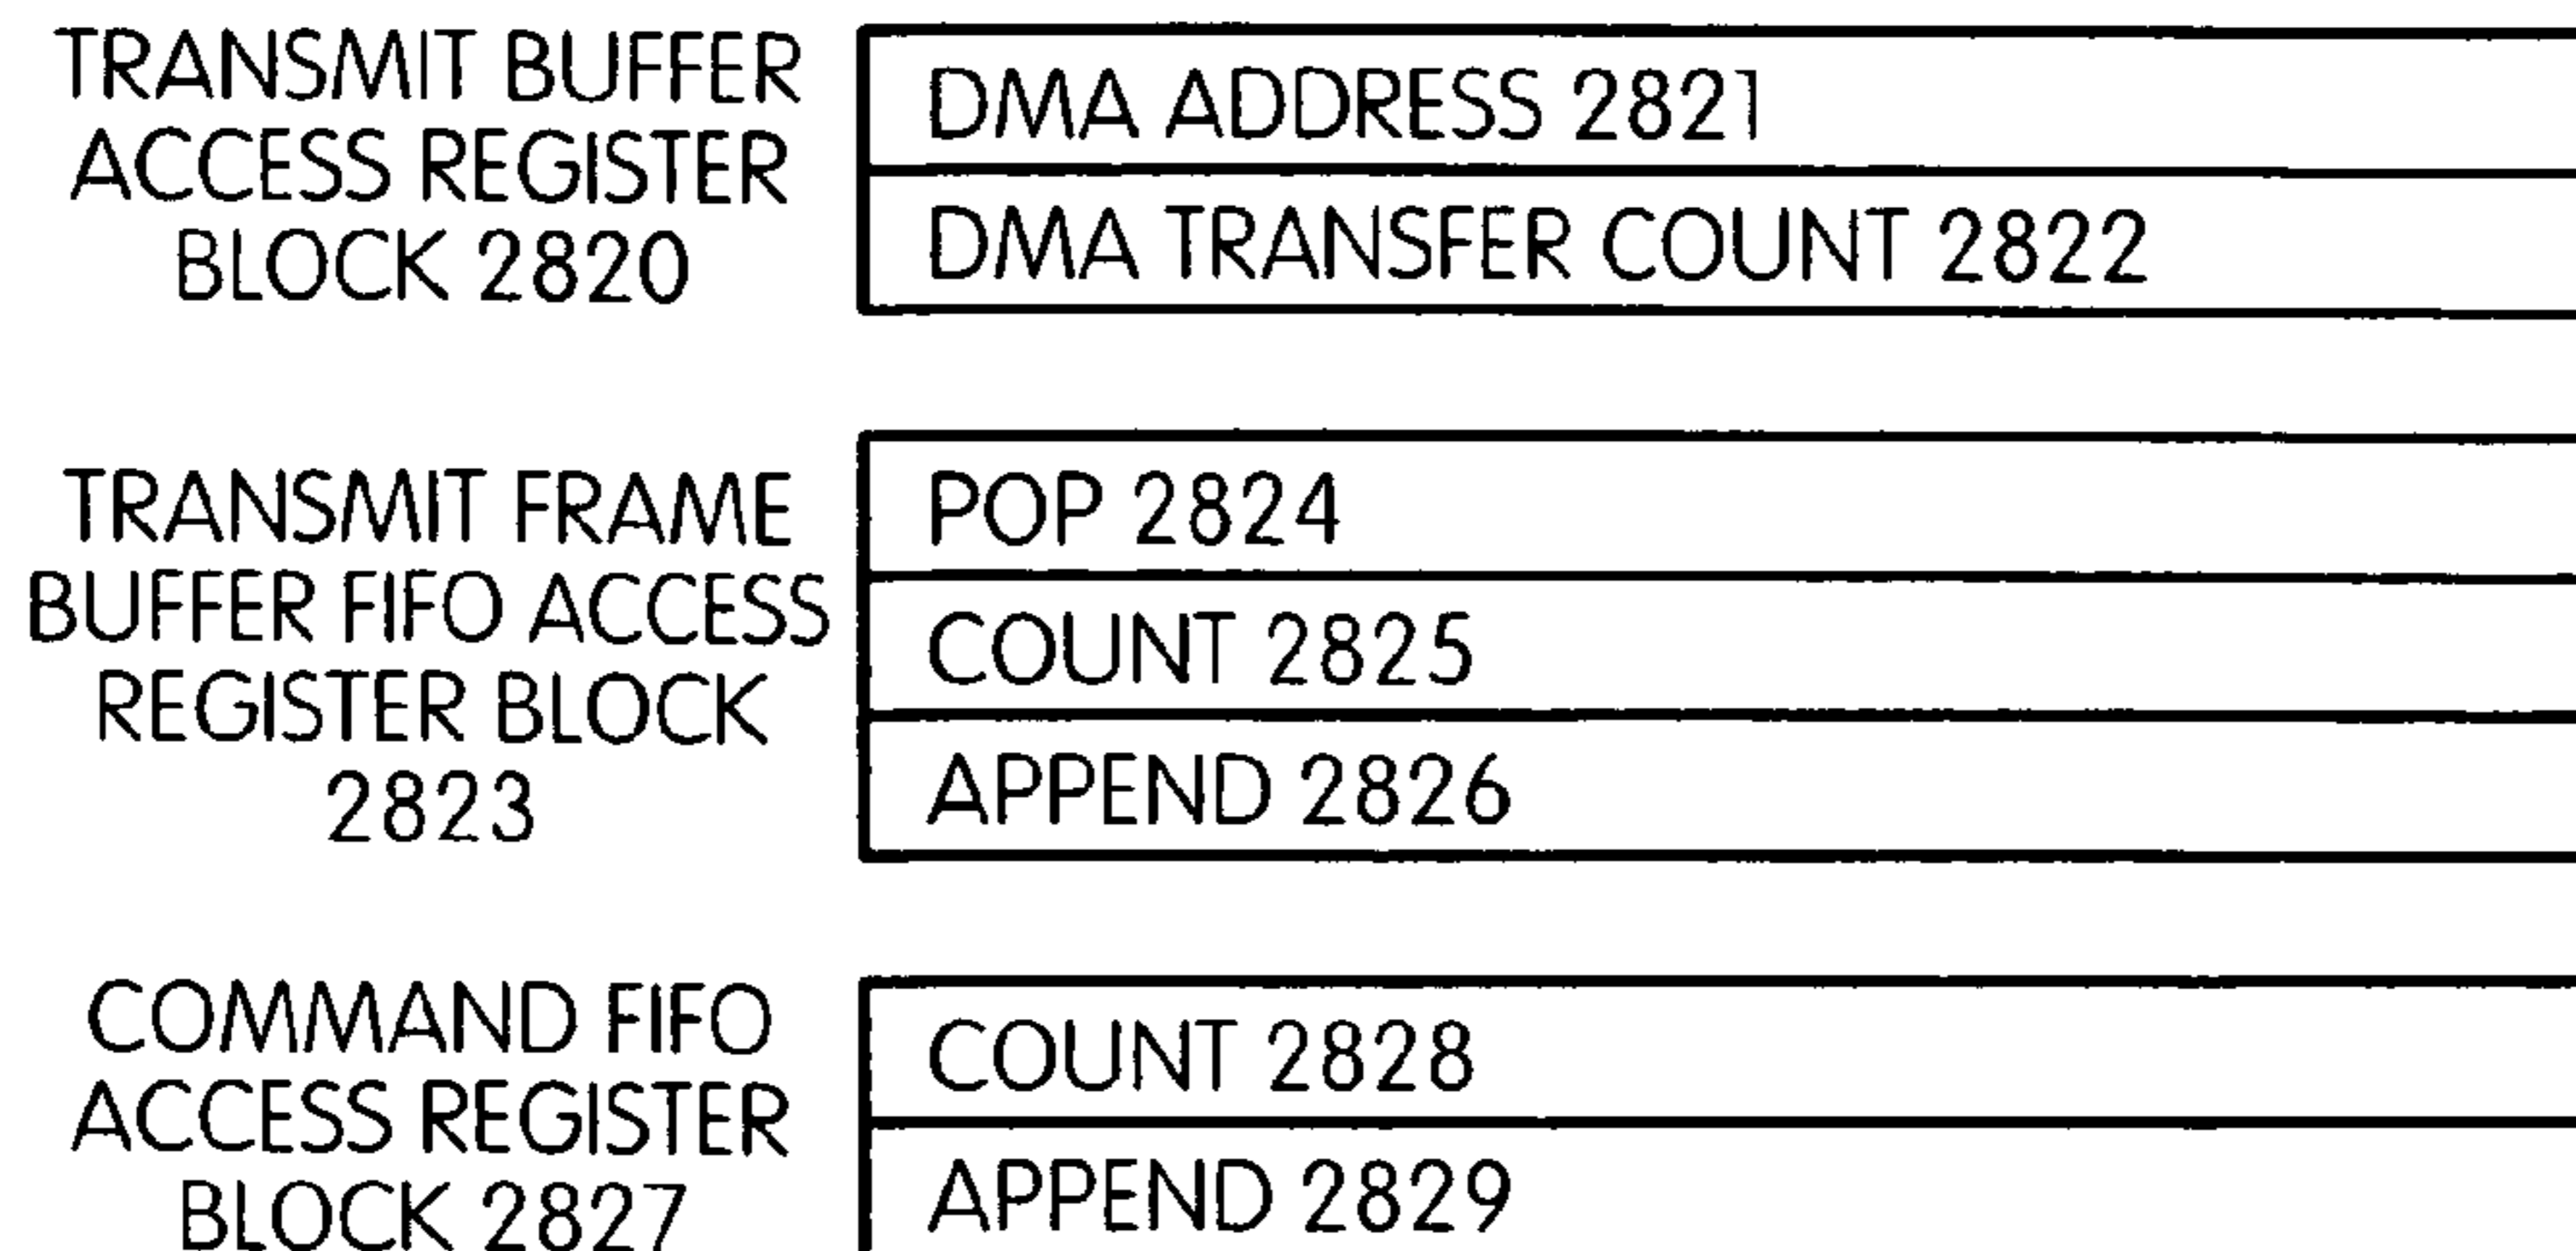 TRANSMIT BUFFER
ACCESS REGISTER
BLOCK 2820
DMA ADDRESS 2821
DMA TRANSFER COUNT 2822
TRANSMIT FRAME
BUFFER FIFO ACCESS
REGISTER BLOCK
2823
POP 2824
COUNT 2825
APPEND 2826
COMMAND FIFO
ACCESS REGISTER
BLOCK 2827
COUNT 2828
APPEND 2829